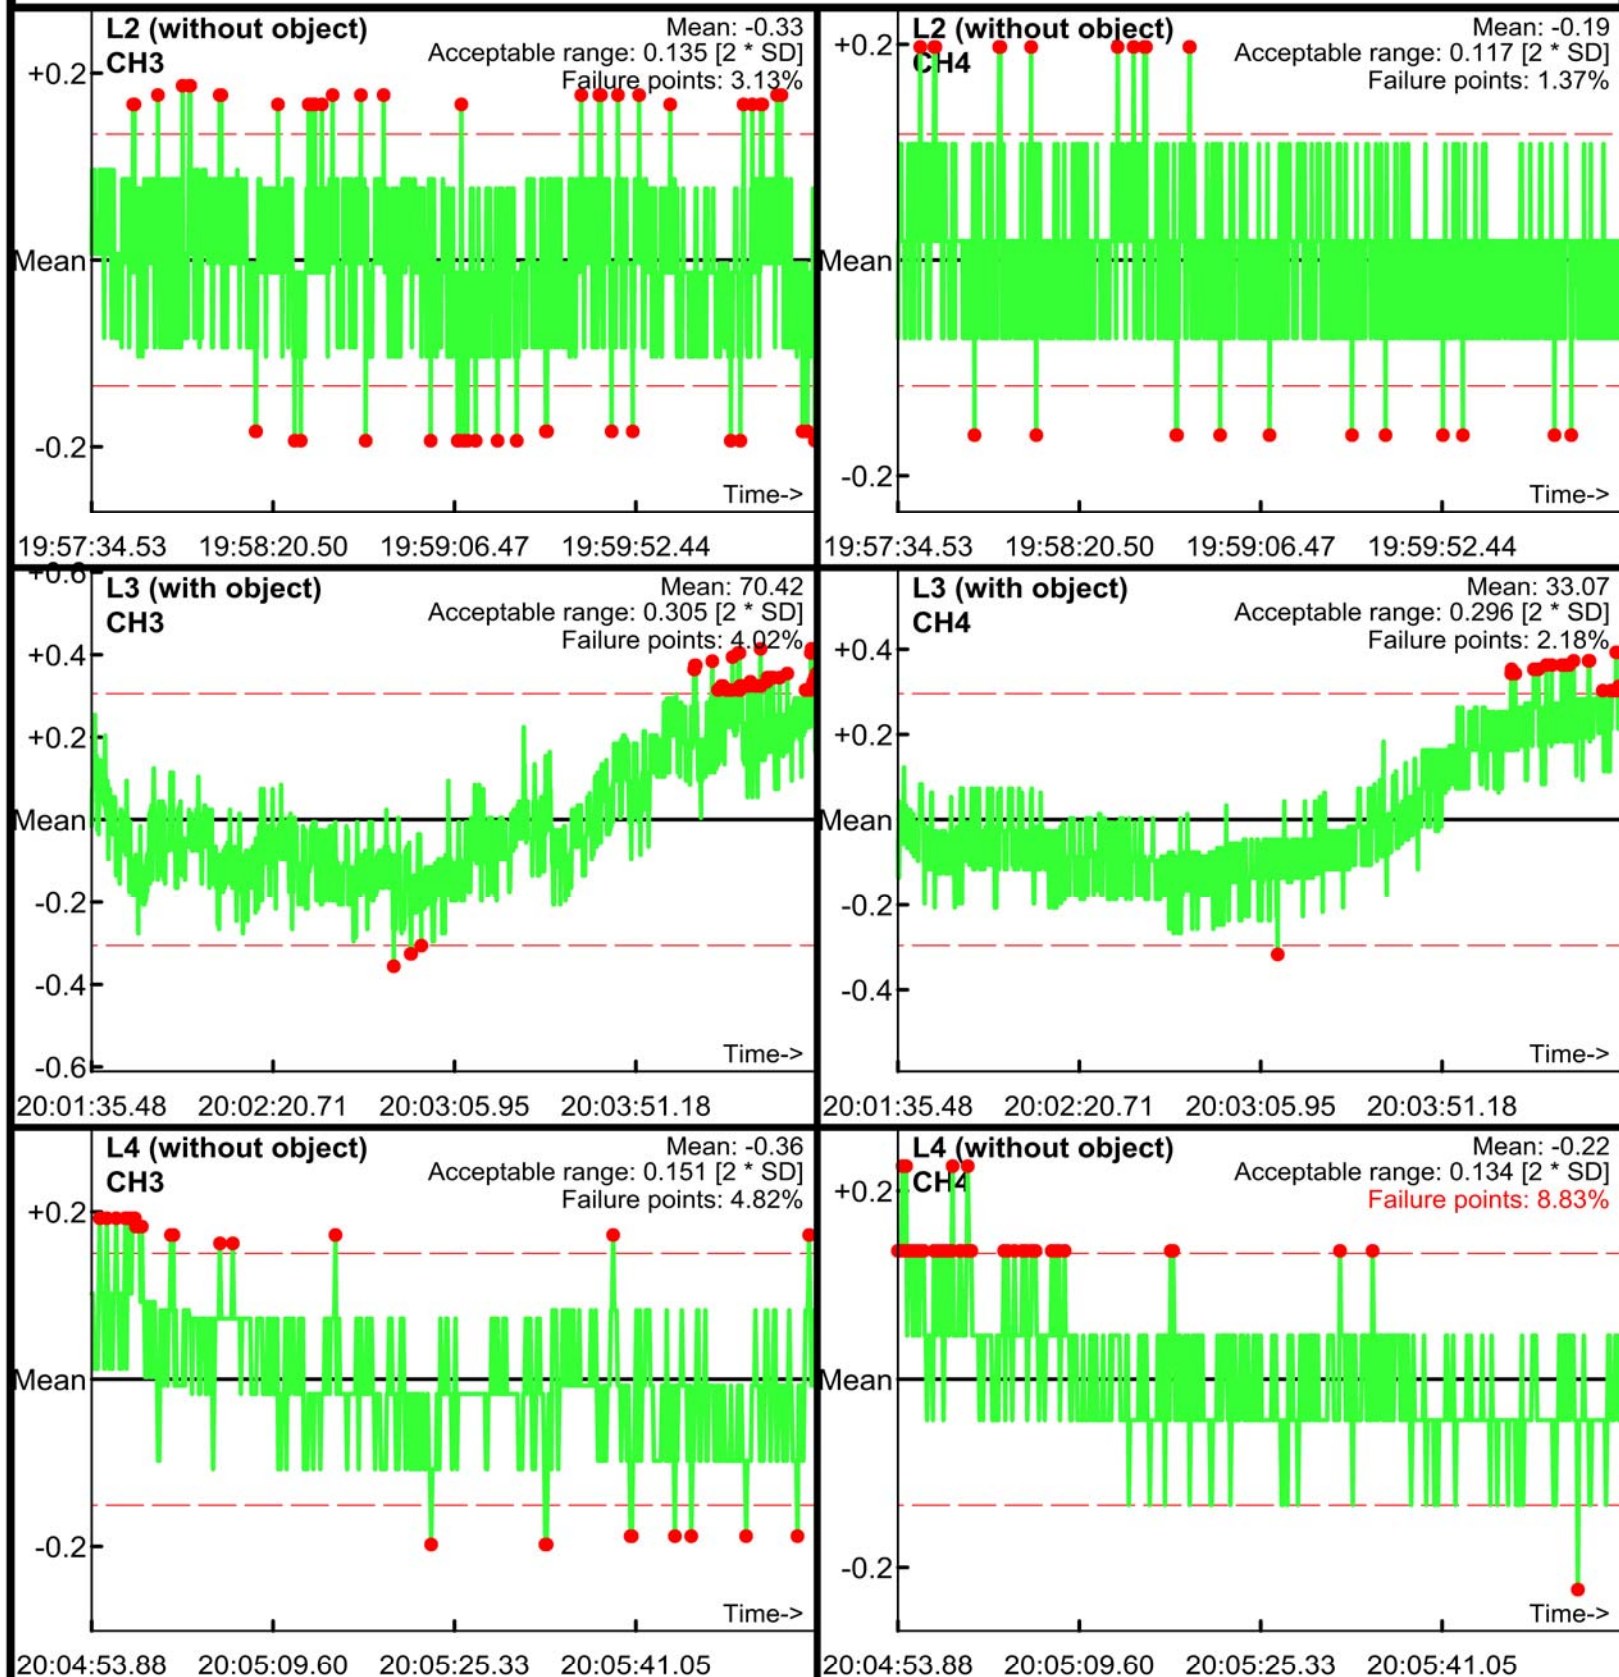 L2 (without object)
CH3
Mean: -0.33
Acceptable range: 0.135 [2 * SD]
Failure points: 3.13%
+0.2
Mean
-0.2
Time->
19:57:34.53 19:58:20.50 19:59:06.47 19:59:52.44
L2 (without object)
CH4
Mean: -0.19
Acceptable range: 0.117 [2 * SD]
Failure points: 1.37%
+0.2
Mean
-0.2
Time->
19:57:34.53 19:58:20.50 19:59:06.47 19:59:52.44
L3 (with object)
CH3
Mean: 70.42
Acceptable range: 0.305 [2 * SD]
Failure points: 4.02%
+0.6
+0.4
+0.2
Mean
-0.2
-0.4
-0.6
Time->
20:01:35.48 20:02:20.71 20:03:05.95 20:03:51.18
L3 (with object)
CH4
Mean: 33.07
Acceptable range: 0.296 [2 * SD]
Failure points: 2.18%
+0.4
+0.2
Mean
-0.2
-0.4
Time->
20:01:35.48 20:02:20.71 20:03:05.95 20:03:51.18
L4 (without object)
CH3
Mean: -0.36
Acceptable range: 0.151 [2 * SD]
Failure points: 4.82%
+0.2
Mean
-0.2
Time->
20:04:53.88 20:05:09.60 20:05:25.33 20:05:41.05
L4 (without object)
CH4
Mean: -0.22
Acceptable range: 0.134 [2 * SD]
Failure points: 8.83%
+0.2
Mean
-0.2
Time->
20:04:53.88 20:05:09.60 20:05:25.33 20:05:41.05